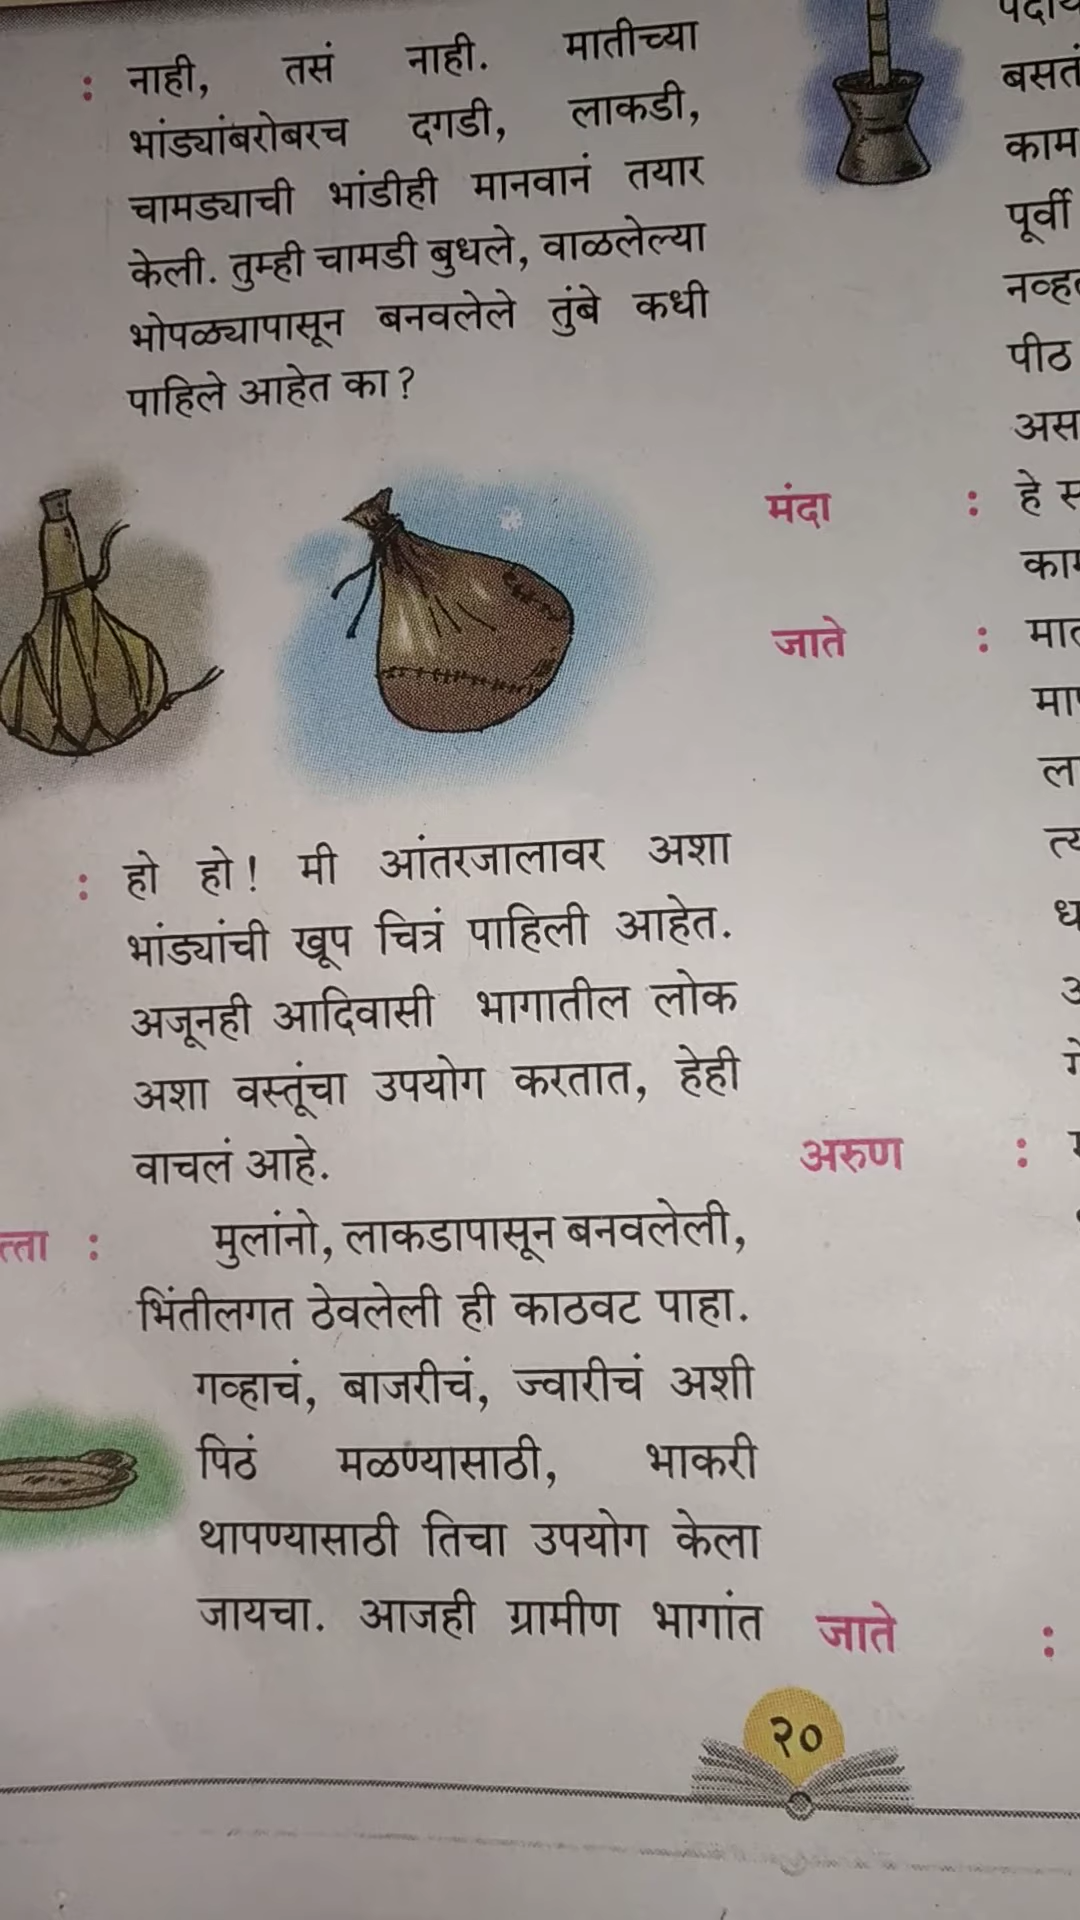 : नाही, तसं नाही. मातीच्या
भांड्यांबरोबरच दगडी, लाकडी,
चामड्याची भांडीही मानवानं तयार
केली. तुम्ही चामडी बुधले, वाळलेल्या
भोपळ्यापासून बनवलेले तुंबे कधी
पाहिले आहेत का?
: हो हो! मी आंतरजालावर अशा
भांड्यांची खूप चित्रं पाहिली आहेत.
अजूनही आदिवासी भागातील लोक
अशा वस्तूंचा उपयोग करतात, हेही
वाचलं आहे.
: मुलांनो, लाकडापासून बनवलेली,
भिंतीलगत ठेवलेली ही काठवट पाहा.
गव्हाचं, बाजरीचं, ज्वारीचं अशी
पिठं मळण्यासाठी, भाकरी
थापण्यासाठी तिचा उपयोग केला
जायचा. आजही ग्रामीण भागांत
बसतं
काम
पूर्वी
पीठ
मंदा : हे
जाते :
अरुण :
जाते :
२०